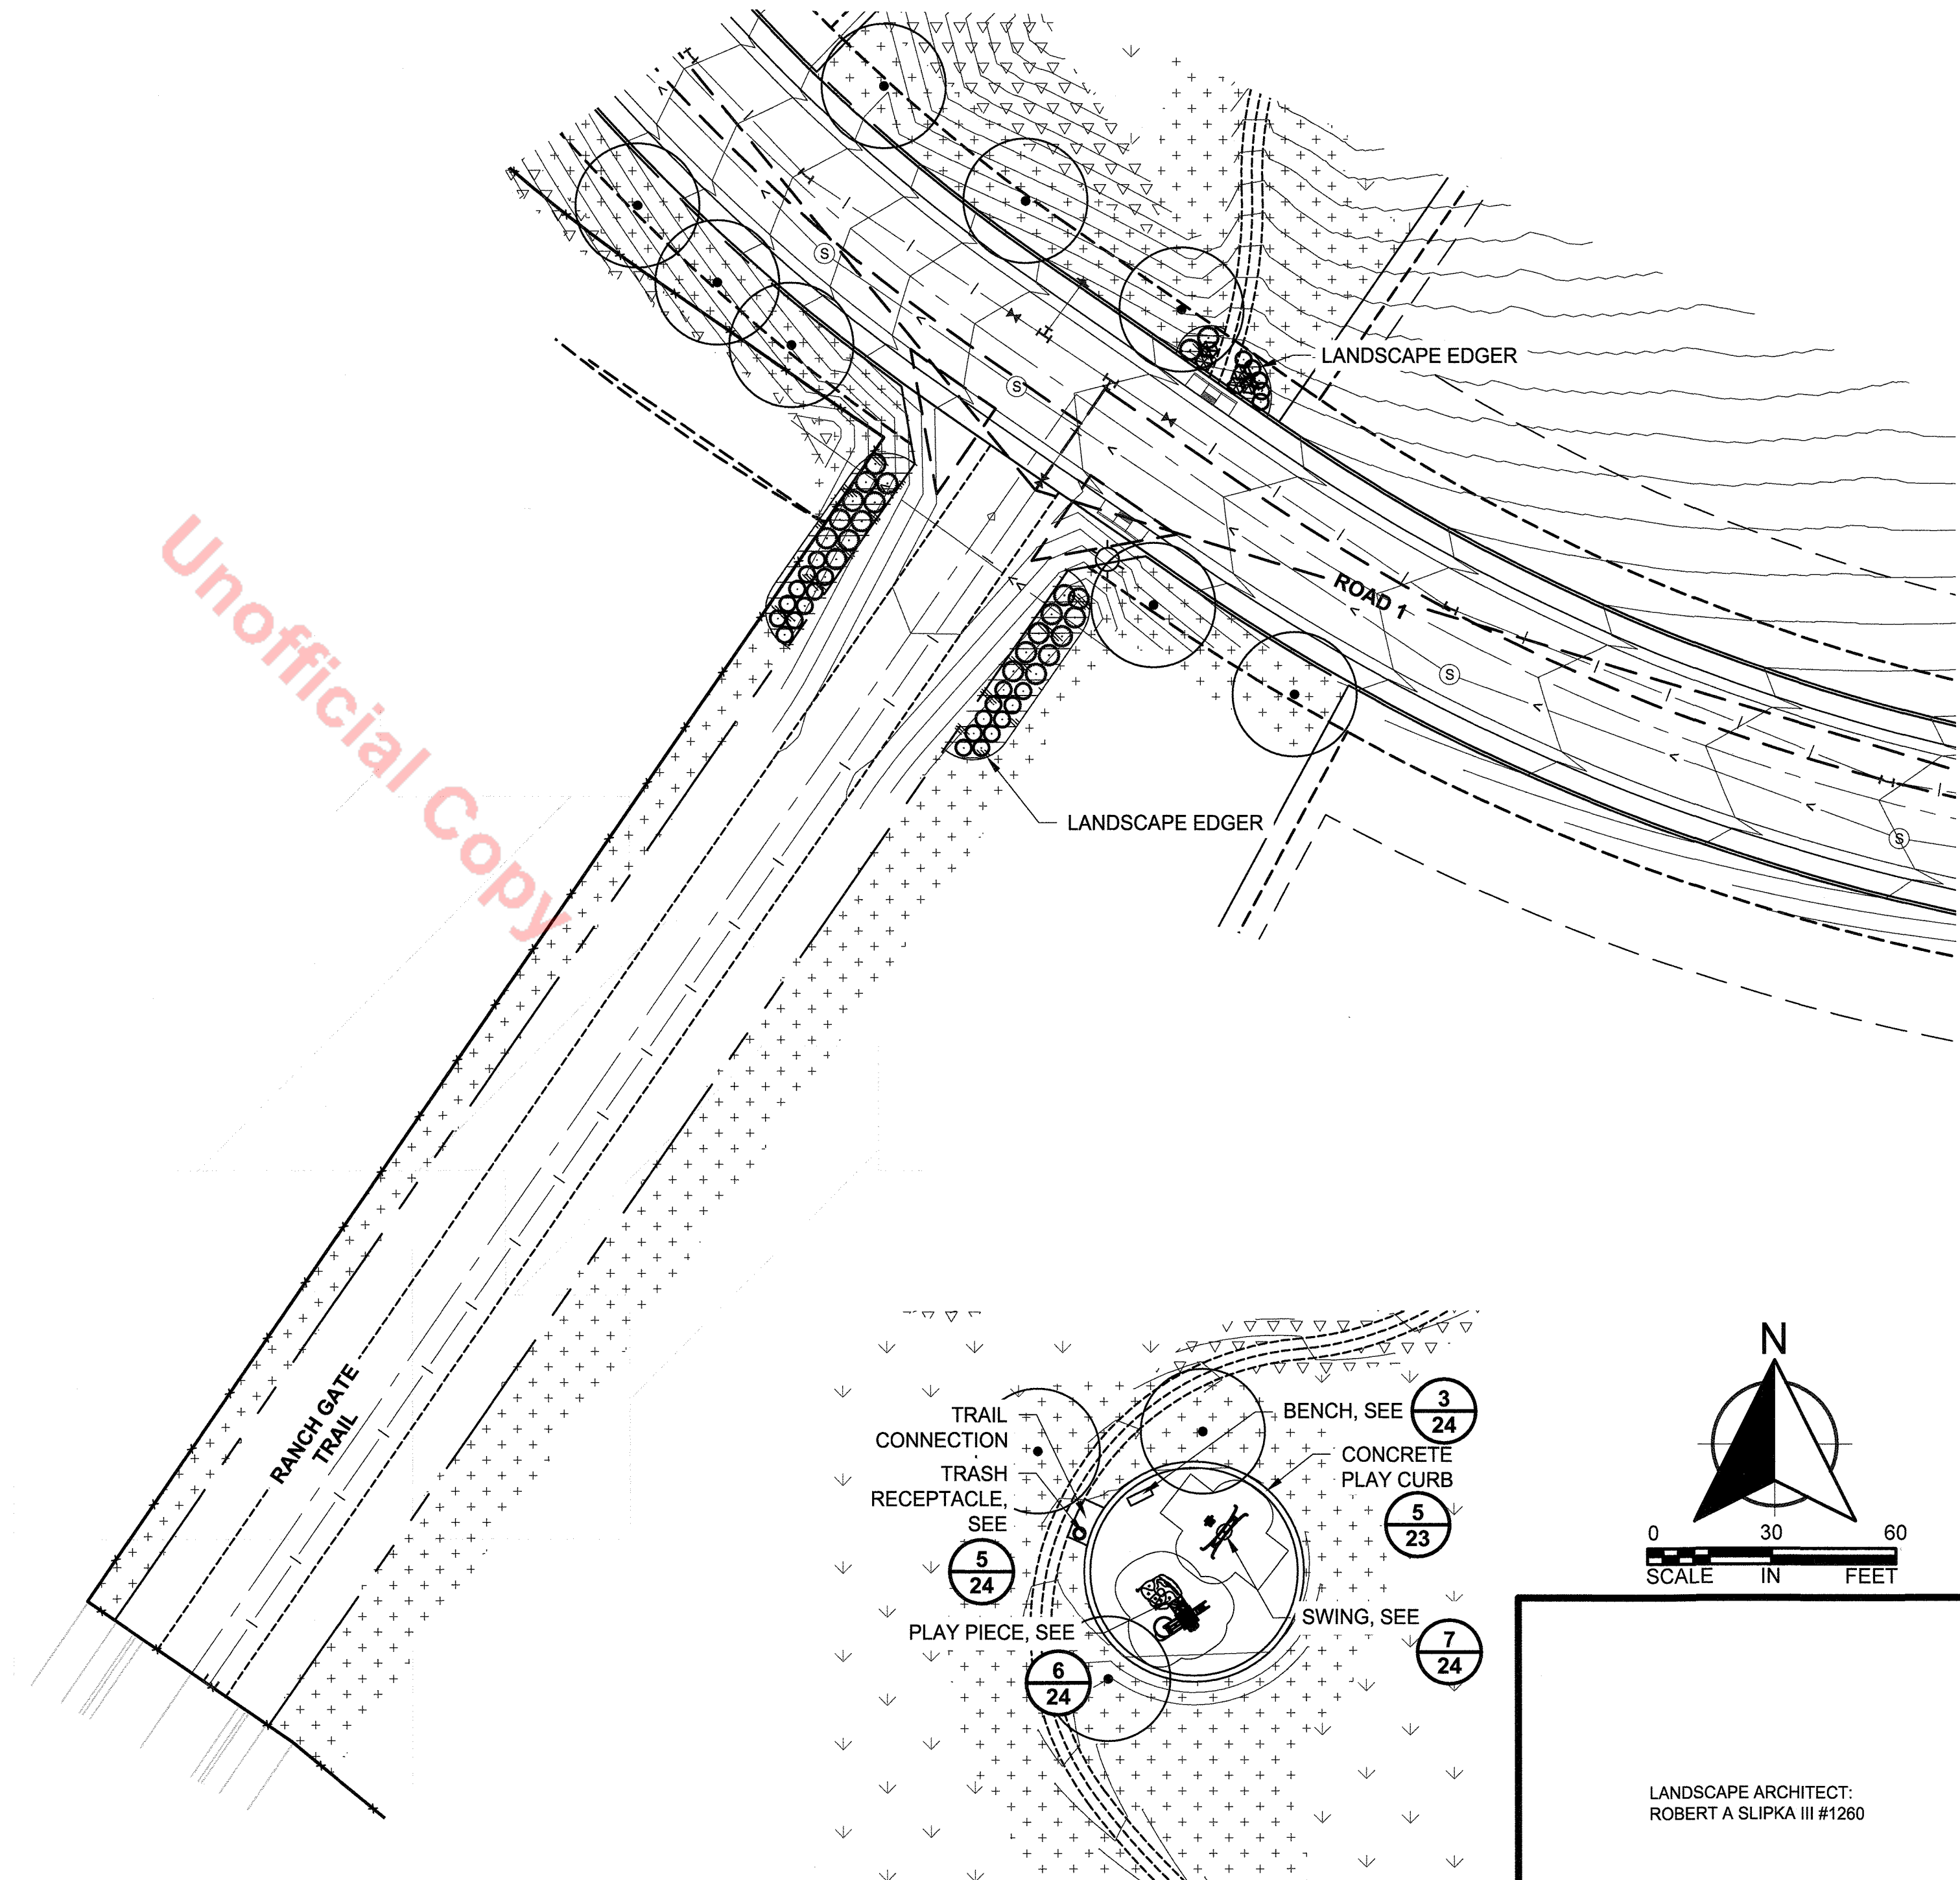 LANDSCAPE EDGER
ROAD 1
LANDSCAPE EDGER
Unofficial Copy
RANCH GATE
TRAIL
S
S
S
S
TRAIL
CONNECTION
TRASH
RECEPTACLE,
SEE
5
24
PLAY PIECE, SEE
6
24
BENCH, SEE
3
24
CONCRETE
PLAY CURB
5
23
SWING, SEE
7
24
N
0 30 60
SCALE IN FEET
LANDSCAPE ARCHITECT:
ROBERT A SLIPKA III #1260